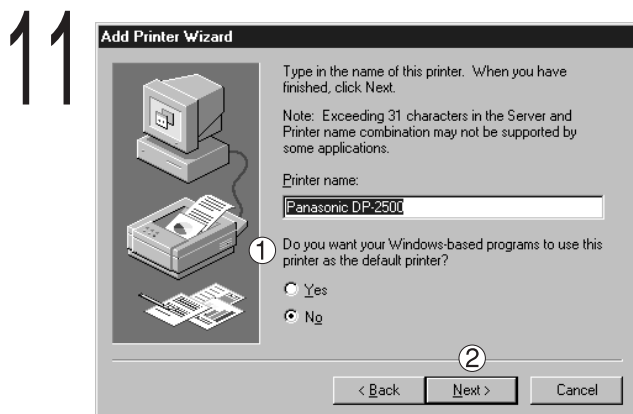 11
Add Printer Wizard
Type in the name of this printer. When you have
finished, click Next.
Note: Exceeding 31 characters in the Server and
Printer name combination may not be supported by
some applications.
Printer name:
Panasonic DP-2500
1 Do you want your Windows-based programs to use this
printer as the default printer?
Yes
No
2
< Back Next > Cancel